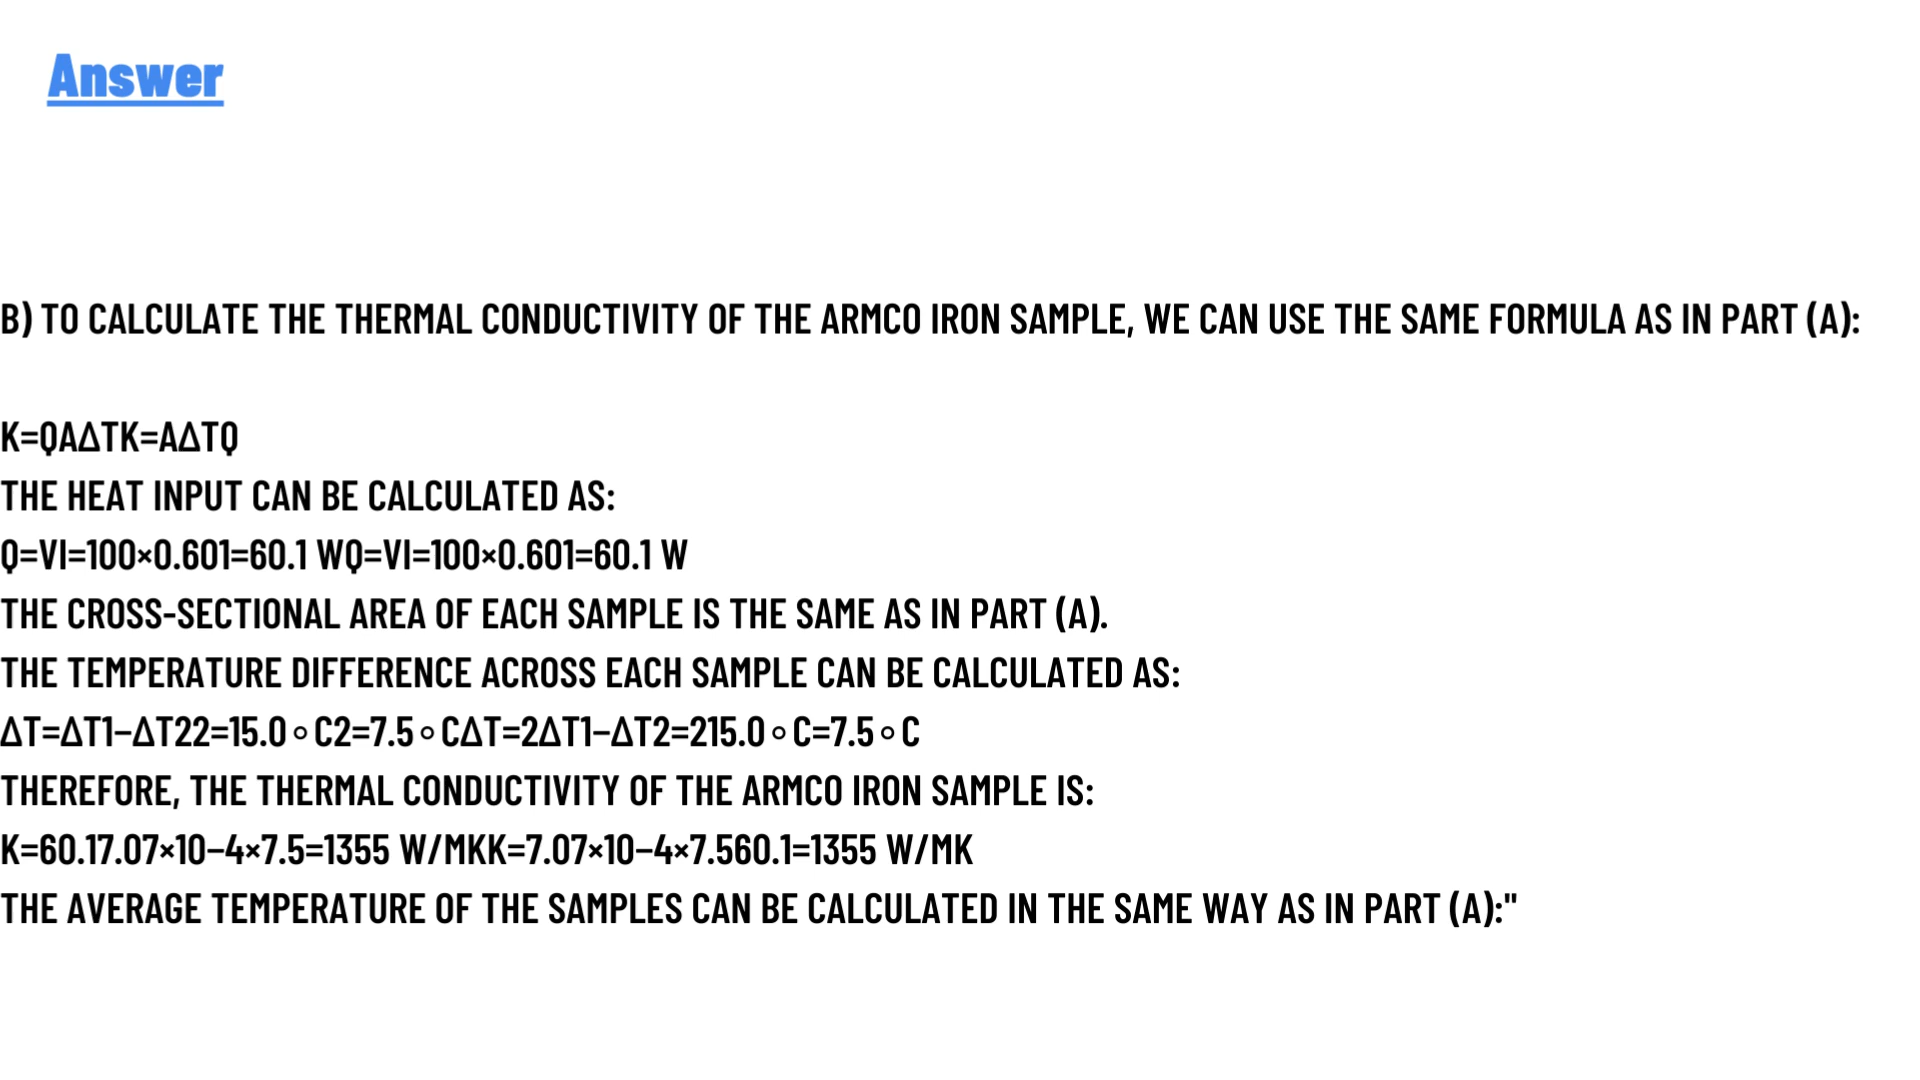 Answer
B) TO CALCULATE THE THERMAL CONDUCTIVITY OF THE ARMCO IRON SAMPLE, WE CAN USE THE SAME FORMULA AS IN PART (A):
K=QAΔTK=AΔTQ
THE HEAT INPUT CAN BE CALCULATED AS:
Q=VI=100×0.601=60.1 WQ=VI=100×0.601=60.1 W
THE CROSS-SECTIONAL AREA OF EACH SAMPLE IS THE SAME AS IN PART (A).
THE TEMPERATURE DIFFERENCE ACROSS EACH SAMPLE CAN BE CALCULATED AS:
ΔT=ΔT1−ΔT22=15.0∘C2=7.5∘CΔT=2ΔT1−ΔT2=215.0∘C=7.5∘C
THEREFORE, THE THERMAL CONDUCTIVITY OF THE ARMCO IRON SAMPLE IS:
K=60.17.07×10−4×7.5=1355 W/MKK=7.07×10−4×7.560.1=1355 W/MK
THE AVERAGE TEMPERATURE OF THE SAMPLES CAN BE CALCULATED IN THE SAME WAY AS IN PART (A):"